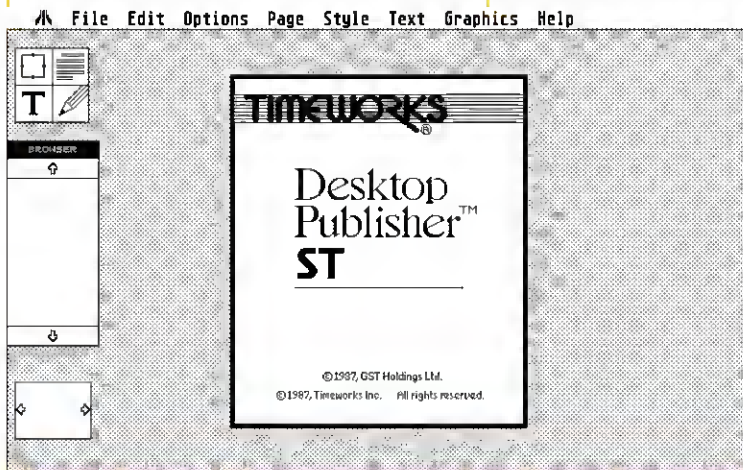 File Edit Options Page Style Text Graphics Help
T
BROWSER
TIMEWORKS®
Desktop
Publisher™
ST
©1987, GST Holdings Ltd.
©1987, Timeworks Inc. All rights reserved.